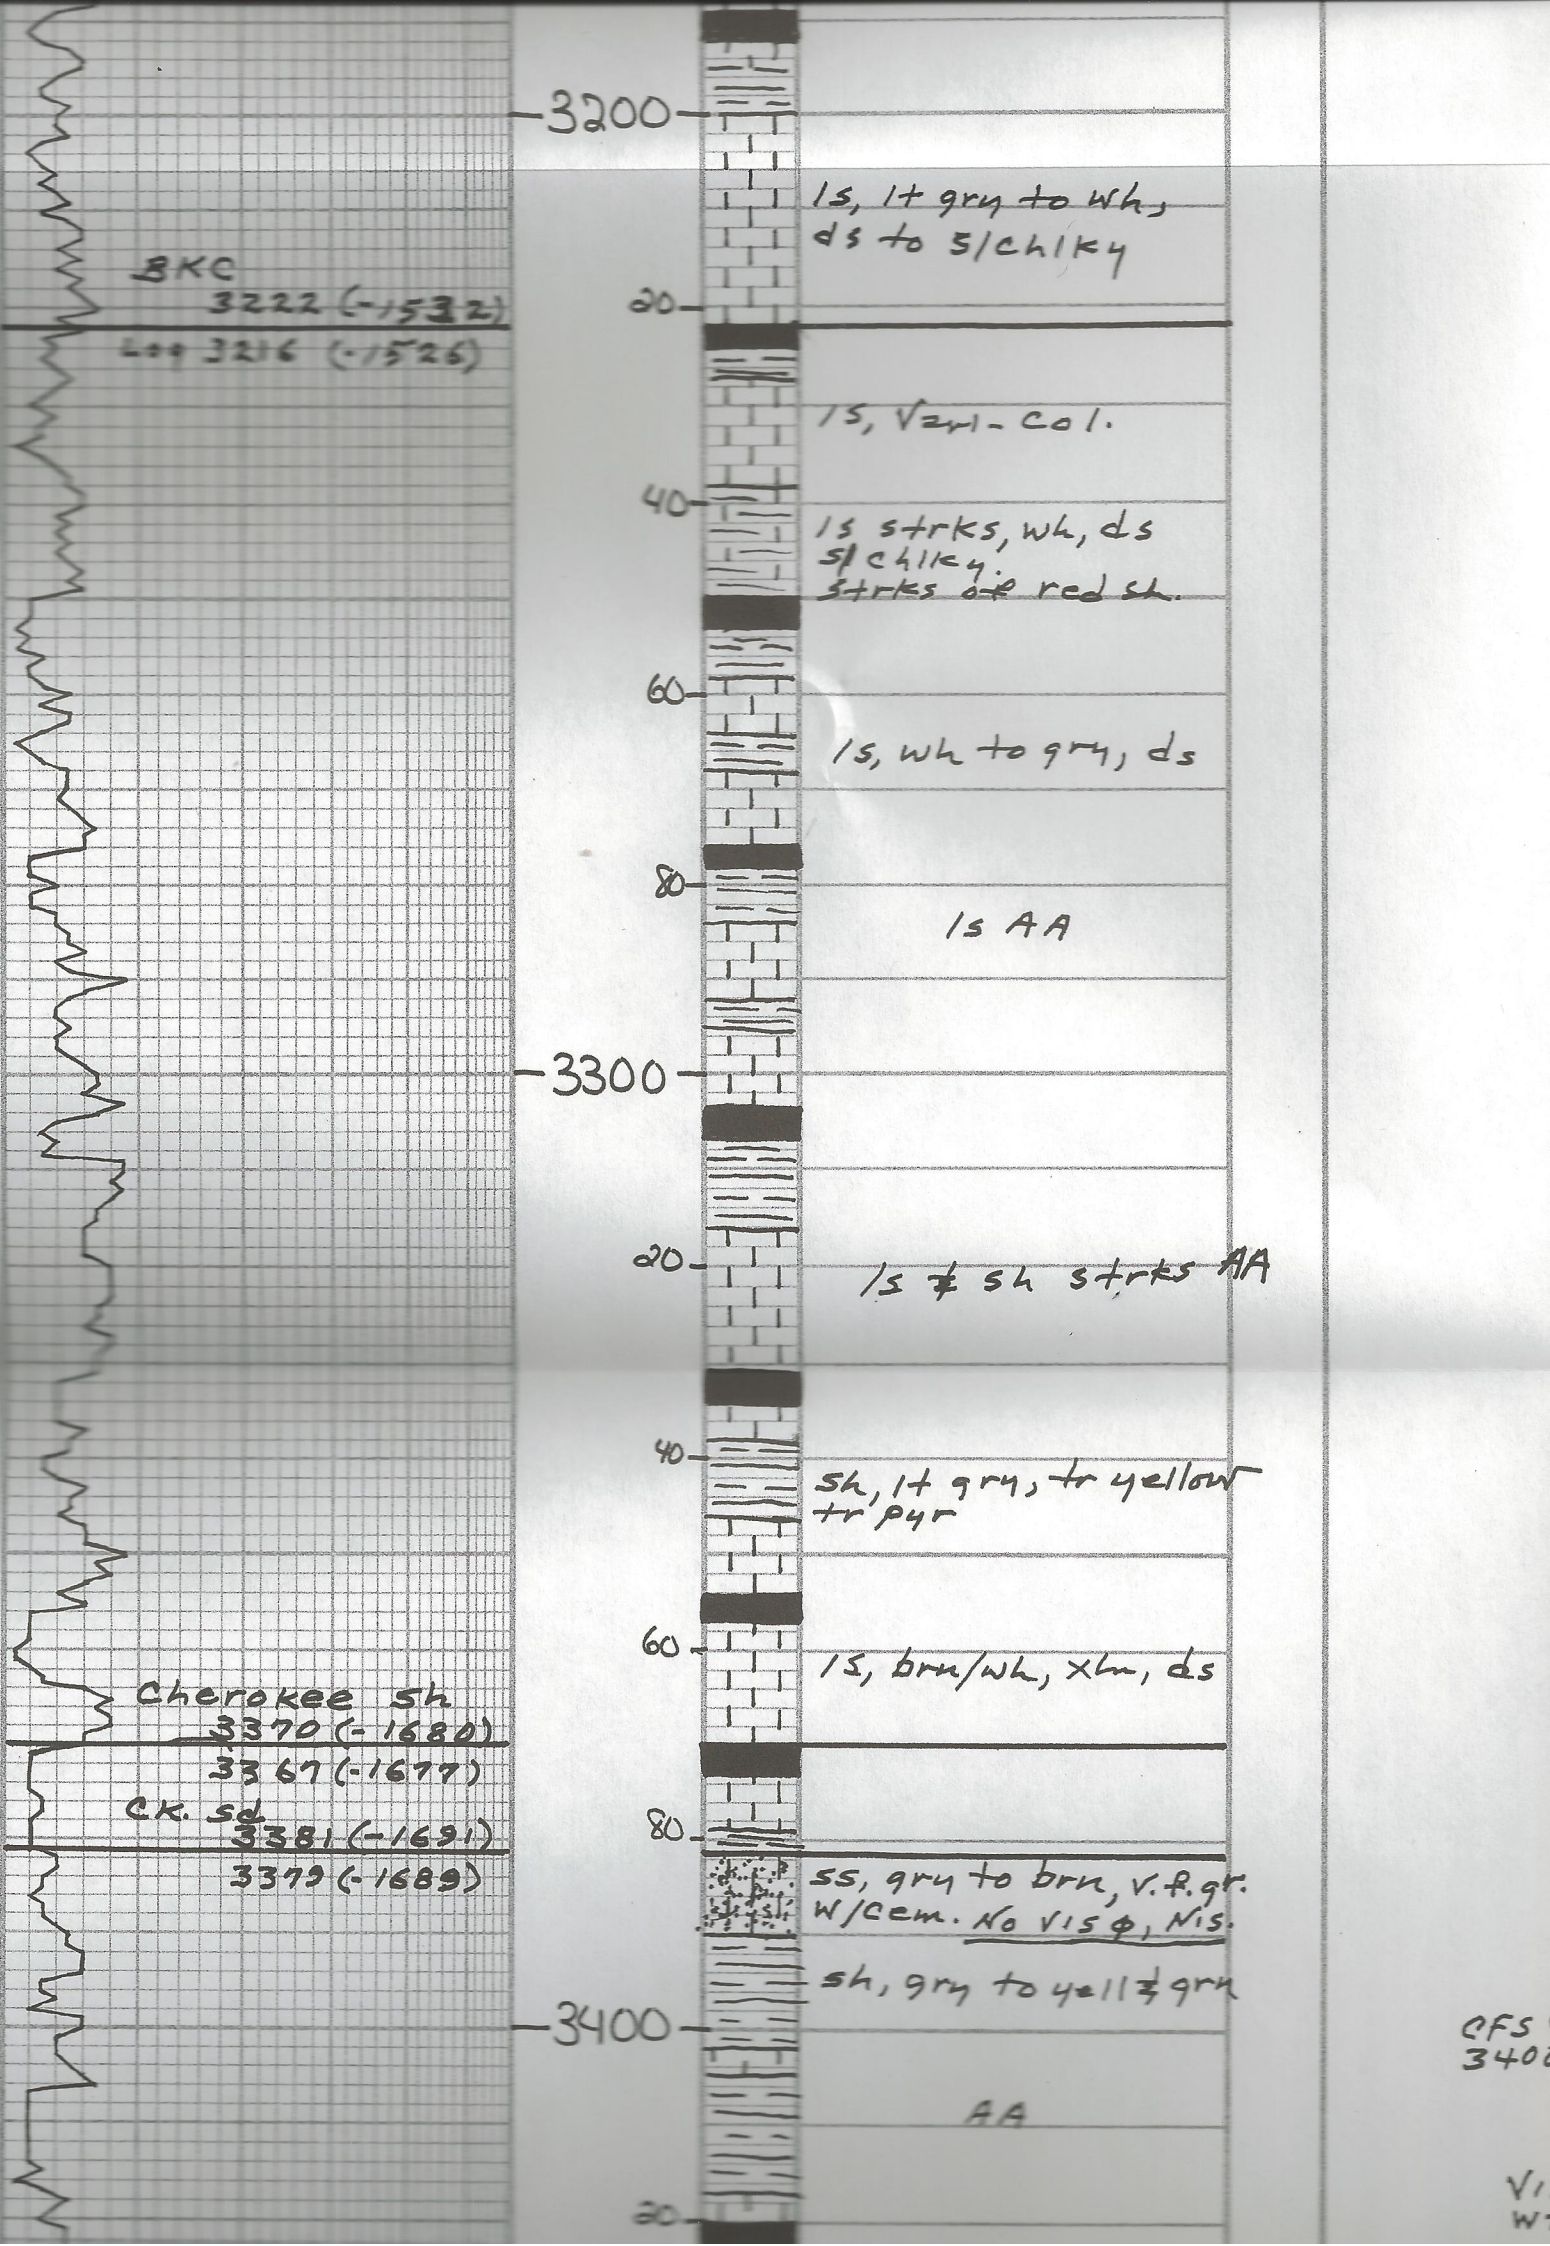 3200
ls, lt gry to wh,
ds to s/chlky
BKC
3222 (-1532)
20
Log 3216 (-1526)
ls, Vari-Col.
40
ls strks, wh, ds
s/chlky.
strks of red sh.
60
ls, wh to gry, ds
80
ls AA
3300
20
ls & sh strks AA
40
sh, lt gry, tr yellow
tr pyr
60
ls, brn/wh, xln, ds
Cherokee sh
3370 (-1680)
3367 (-1677)
CK. sd
3381 (-1691)
80
3379 (-1689)
ss, gry to brn, v.f.gr.
w/cem. No vis φ, NIS.
sh, gry to yell & grn
3400
CFS
340
AA
VI
W
20